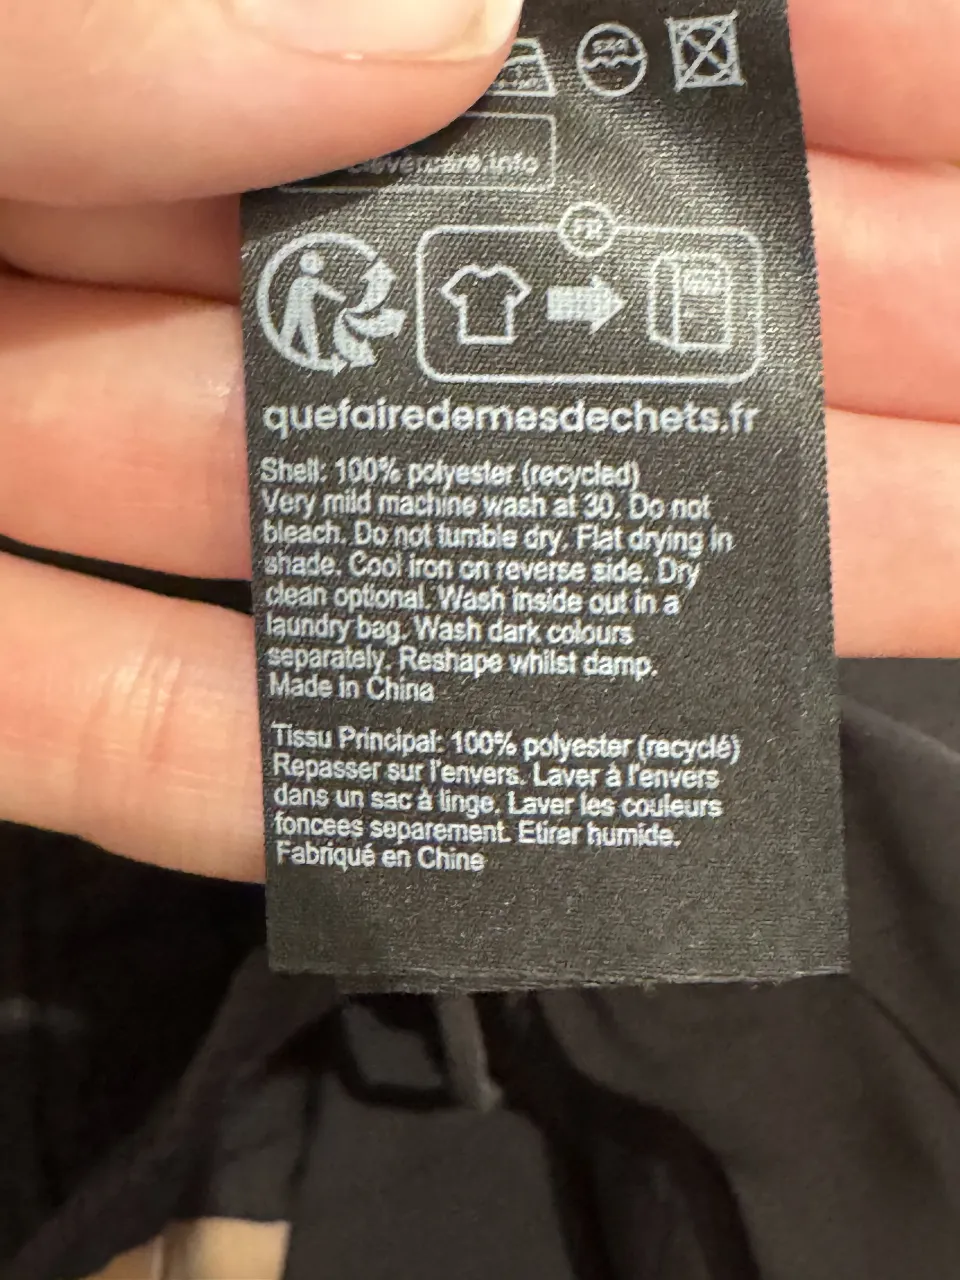 clevercare.info
FR
quefairedemesdechets.fr
Shell: 100% polyester (recycled)
Very mild machine wash at 30. Do not
bleach. Do not tumble dry. Flat drying in
shade. Cool iron on reverse side. Dry
clean optional. Wash inside out in a
laundry bag. Wash dark colours
separately. Reshape whilst damp.
Made in China
Tissu Principal: 100% polyester (recyclé)
Repasser sur l'envers. Laver à l'envers
dans un sac à linge. Laver les couleurs
foncees separement. Etirer humide.
Fabriqué en Chine